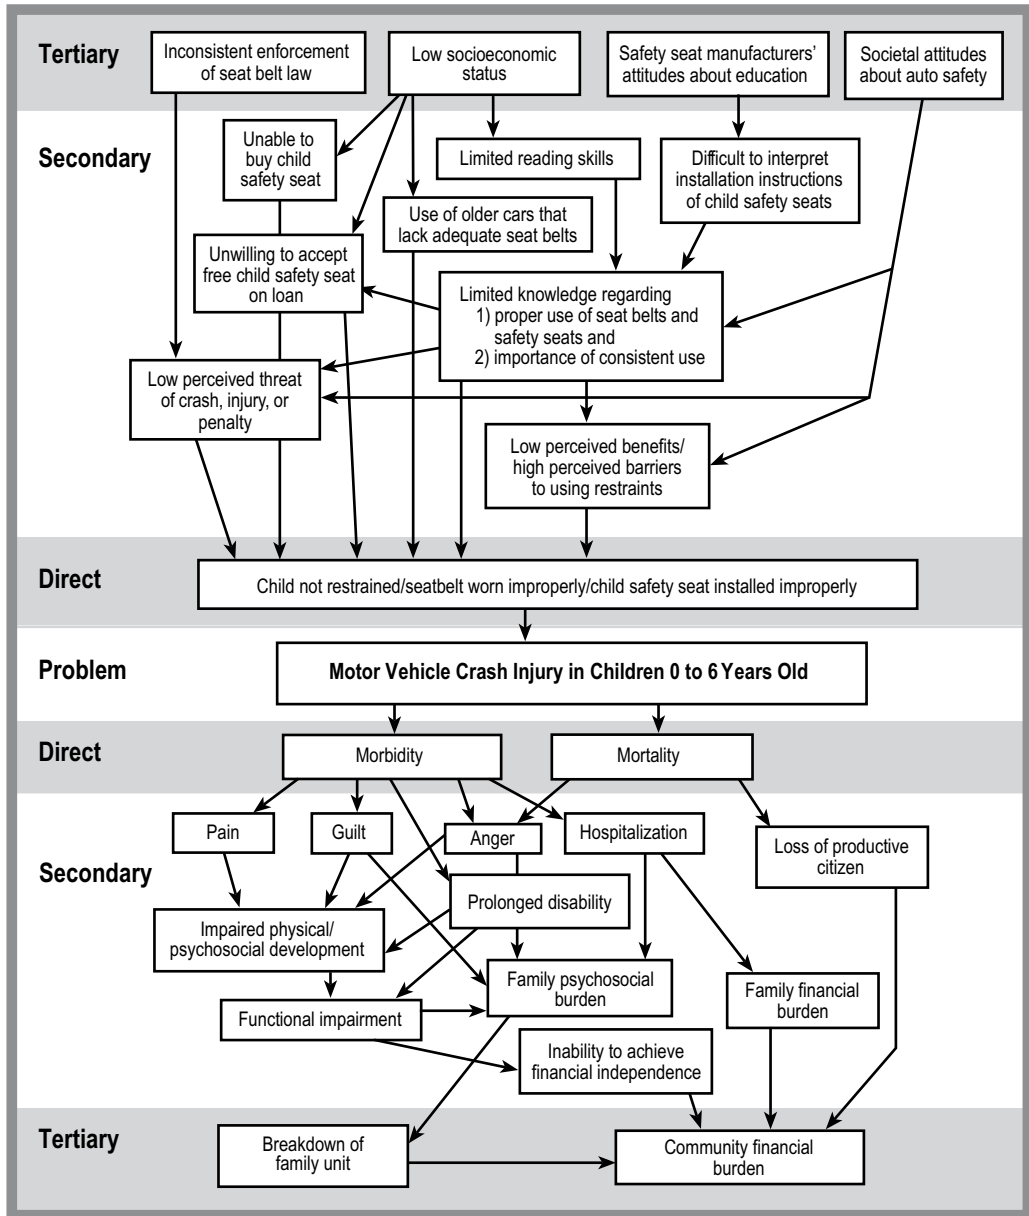 Tertiary
Inconsistent enforcement
of seat belt law
Low socioeconomic
status
Safety seat manufacturers’
attitudes about education
Societal attitudes
about auto safety
Secondary
Unable to
buy child
safety seat
Limited reading skills
Difficult to interpret
installation instructions
of child safety seats
Use of older cars that
lack adequate seat belts
Unwilling to accept
free child safety seat
on loan
Limited knowledge regarding
1) proper use of seat belts and
safety seats and
2) importance of consistent use
Low perceived threat
of crash, injury, or
penalty
Low perceived benefits/
high perceived barriers
to using restraints
Direct
Child not restrained/seatbelt worn improperly/child safety seat installed improperly
Problem
Motor Vehicle Crash Injury in Children 0 to 6 Years Old
Direct
Morbidity
Mortality
Secondary
Pain
Guilt
Anger
Hospitalization
Loss of productive
citizen
Prolonged disability
Impaired physical/
psychosocial development
Family psychosocial
burden
Family financial
burden
Functional impairment
Inability to achieve
financial independence
Tertiary
Breakdown of
family unit
Community financial
burden